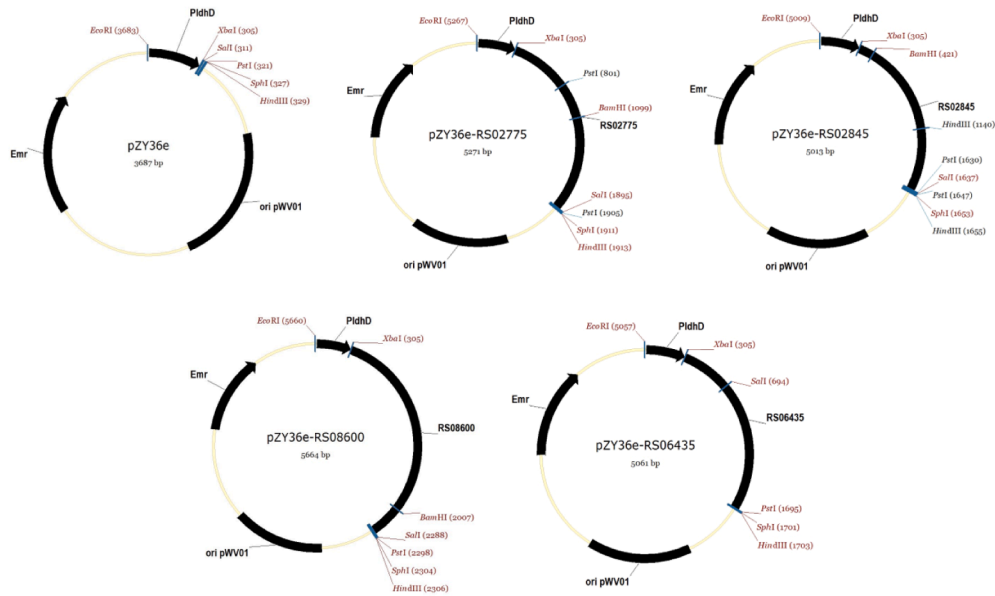 PldhD
EcoRI (3683)
XbaI (305)
SalI (311)
PstI (321)
SphI (327)
HindIII (329)
Emr
pZY36e
3687 bp
ori pWV01
EcoRI (5267)
PldhD
XbaI (305)
PstI (801)
Emr
BamHI (1099)
RS02775
pZY36e-RS02775
5271 bp
SalI (1895)
PstI (1905)
SphI (1911)
HindIII (1913)
ori pWV01
EcoRI (5009)
PldhD
XbaI (305)
BamHI (421)
Emr
RS02845
HindIII (1140)
pZY36e-RS02845
5013 bp
PstI (1630)
SalI (1637)
PstI (1647)
SphI (1653)
HindIII (1655)
ori pWV01
EcoRI (5660)
PldhD
XbaI (305)
Emr
RS08600
pZY36e-RS08600
5664 bp
BamHI (2007)
SalI (2288)
PstI (2298)
SphI (2304)
HindIII (2306)
ori pWV01
EcoRI (5057)
PldhD
XbaI (305)
SalI (694)
Emr
RS06435
pZY36e-RS06435
5061 bp
PstI (1695)
SphI (1701)
HindIII (1703)
ori pWV01